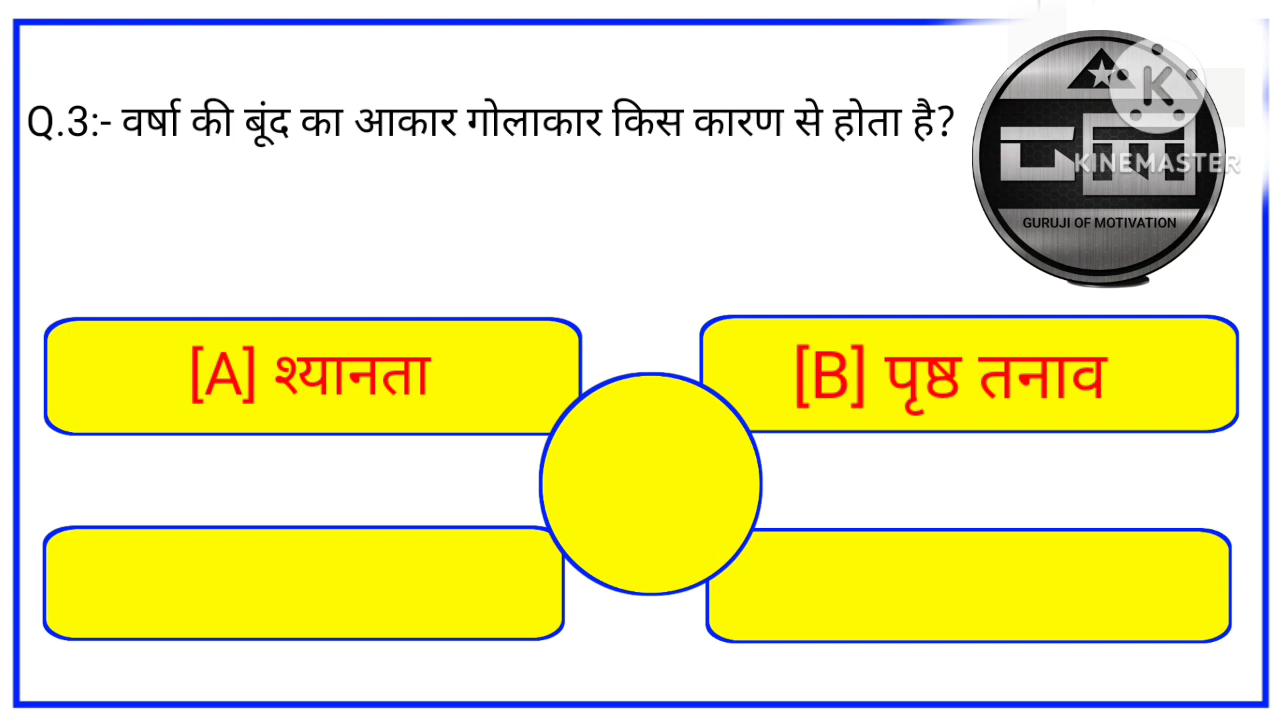 Q.3:- वर्षा की बूंद का आकार गोलाकार किस कारण से होता है?
K
KINEMASTER
GURUJI OF MOTIVATION
[A] श्यानता
[B] पृष्ठ तनाव